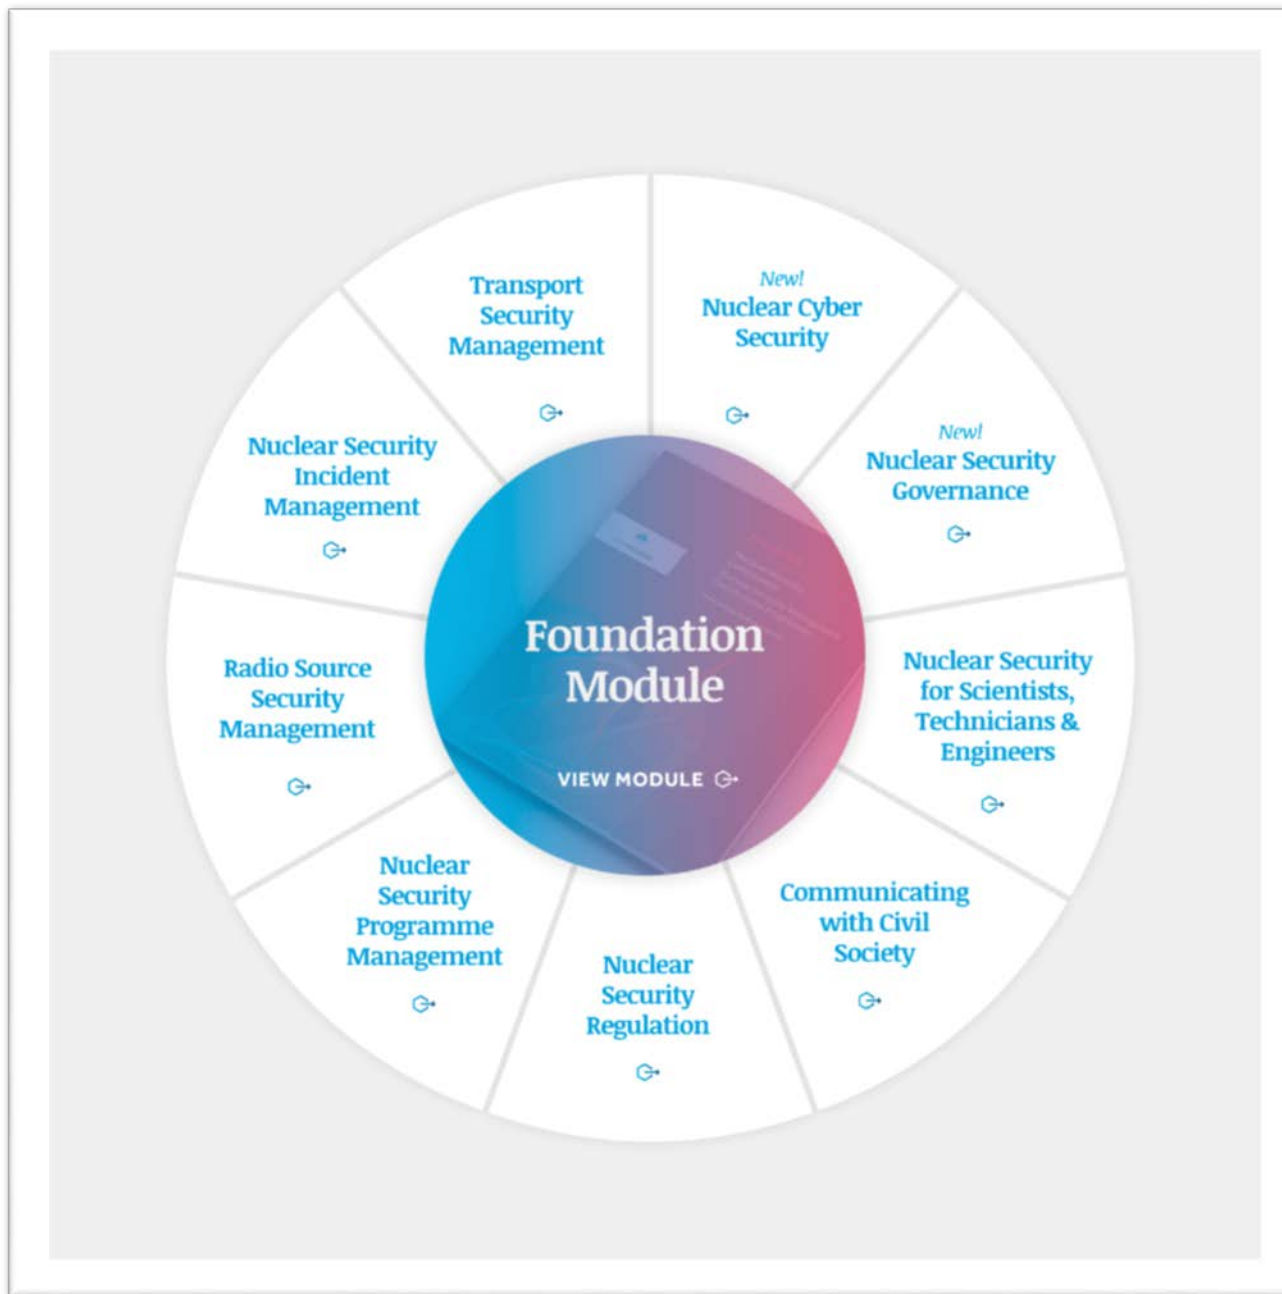 New!
Nuclear Cyber
Security
New!
Nuclear Security
Governance
Nuclear Security
for Scientists,
Technicians &
Engineers
Communicating
with Civil
Society
Nuclear
Security
Regulation
Nuclear
Security
Programme
Management
Radio Source
Security
Management
Nuclear Security
Incident
Management
Transport
Security
Management
Foundation
Module
VIEW MODULE